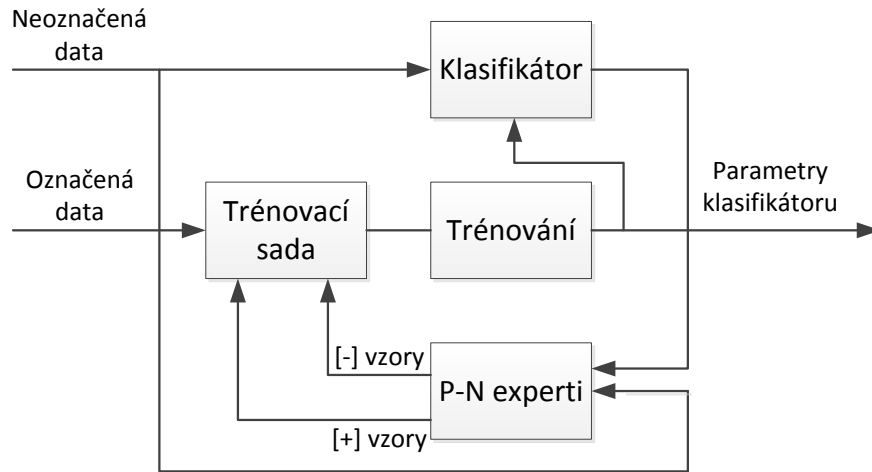 Neoznačená
data
Klasifikátor
Označená
data
Trénovací
sada
Trénování
Parametry
klasifikátoru
[-] vzory
P-N experti
[+] vzory